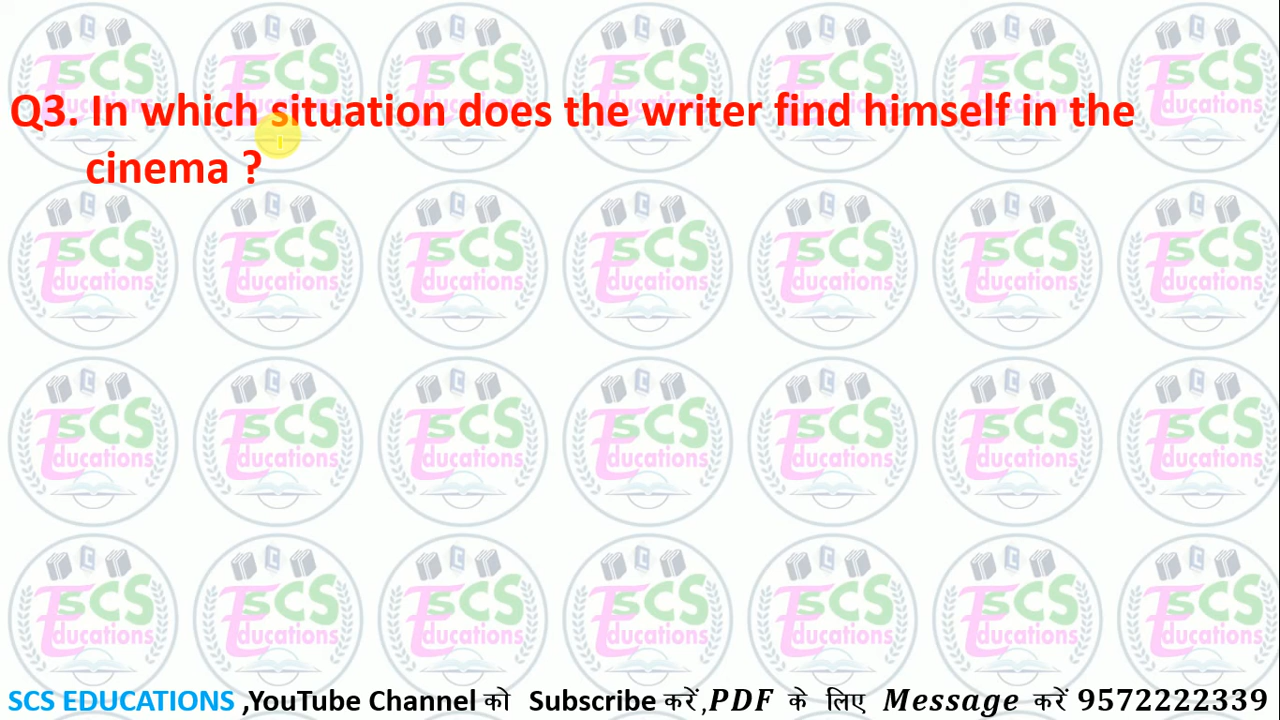 Q3. In which situation does the writer find himself in the
cinema ?
SCS EDUCATIONS ,YouTube Channel को Subscribe करें,PDF के लिए Message करें 9572222339